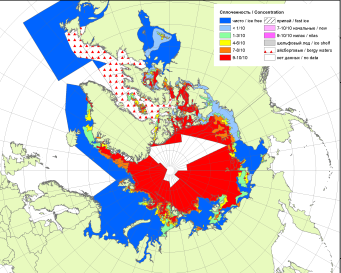 Сплоченность / Concentration
чисто / ice free
< 1/10
1-3/10
4-6/10
7-8/10
9-10/10
припай / fast ice
7-10/10 начальные / new
9-10/10 нилас / nilas
шельфовый лед / ice shelf
айсберговые / bergy waters
нет данных / no data